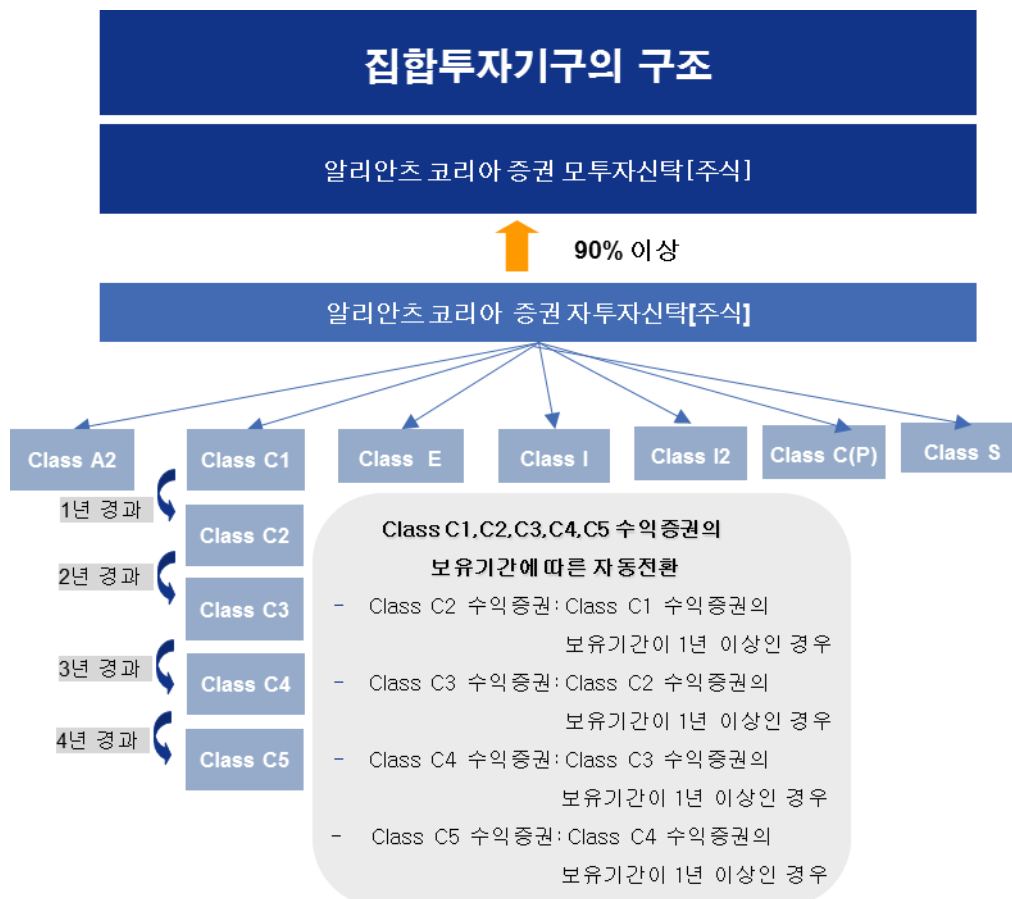 집합투자기구의 구조
알리안츠 코리아 증권 모투자신탁[주식]
90% 이상
알리안츠 코리아 증권 자투자신탁[주식]
Class A2
Class C1
Class E
Class I
Class I2
Class C(P)
Class S
1년 경과
Class C2
2년 경과
Class C3
3년 경과
Class C4
4년 경과
Class C5
Class C1,C2,C3,C4,C5 수익증권의
보유기간에 따른 자동전환
- Class C2 수익증권: Class C1 수익증권의
보유기간이 1년 이상인 경우
- Class C3 수익증권: Class C2 수익증권의
보유기간이 1년 이상인 경우
- Class C4 수익증권: Class C3 수익증권의
보유기간이 1년 이상인 경우
- Class C5 수익증권: Class C4 수익증권의
보유기간이 1년 이상인 경우